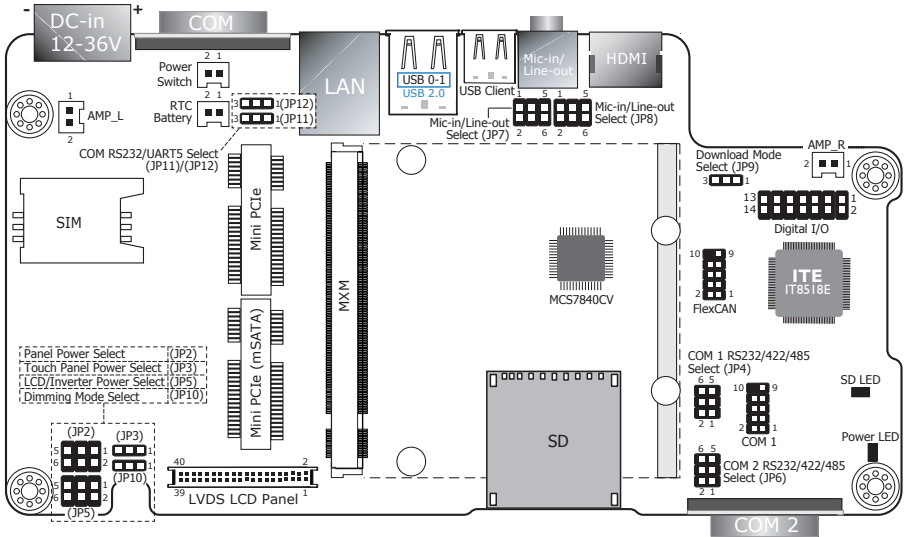 - +
DC-in
12-36V
COM
LAN
USB 0-1
USB 2.0
USB Client
Mic-in/
Line-out
HDMI
Power
Switch
2 1
RTC
Battery
2 1
3 1 (JP12)
3 1 (JP11)
COM RS232/UART5 Select
(JP11)/(JP12)
1
AMP_L
2
1 5
2 6
Mic-in/Line-out
Select (JP7)
1 5
2 6
Mic-in/Line-out
Select (JP8)
Download Mode
Select (JP9)
3 1
AMP_R
2 1
13 1
14 2
Digital I/O
SIM
Mini PCIe
Mini PCIe (mSATA)
MXM
MCS7840CV
10 9
2 1
FlexCAN
ITE
IT8518E
Panel Power Select (JP2)
Touch Panel Power Select (JP3)
LCD/Inverter Power Select (JP5)
Dimming Mode Select (JP10)
(JP2)
5 1
6 2
(JP3)
1
1
(JP10)
5 1
6 2
(JP5)
40 2
39 1
LVDS LCD Panel
SD
COM 1 RS232/422/485
Select (JP4)
6 5
2 1
10 9
2 1
COM 1
SD LED
Power LED
6 5
2 1
COM 2 RS232/422/485
Select (JP6)
COM 2